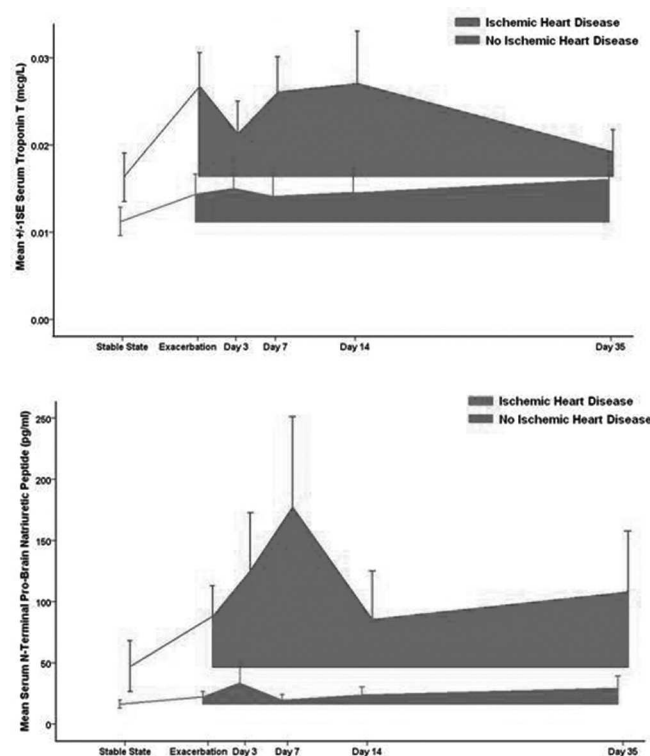 Ischemic Heart Disease
No Ischemic Heart Disease
Mean +/-1SE Serum Troponin T (mcg/L)
0.03
0.02
0.01
0.00
Stable State Exacerbation Day 3 Day 7 Day 14 Day 35
Ischemic Heart Disease
No Ischemic Heart Disease
Mean Serum N-Terminal Pro-Brain Natriuretic Peptide (pg/ml)
250
200
150
100
50
0
Stable State Exacerbation Day 3 Day 7 Day 14 Day 35